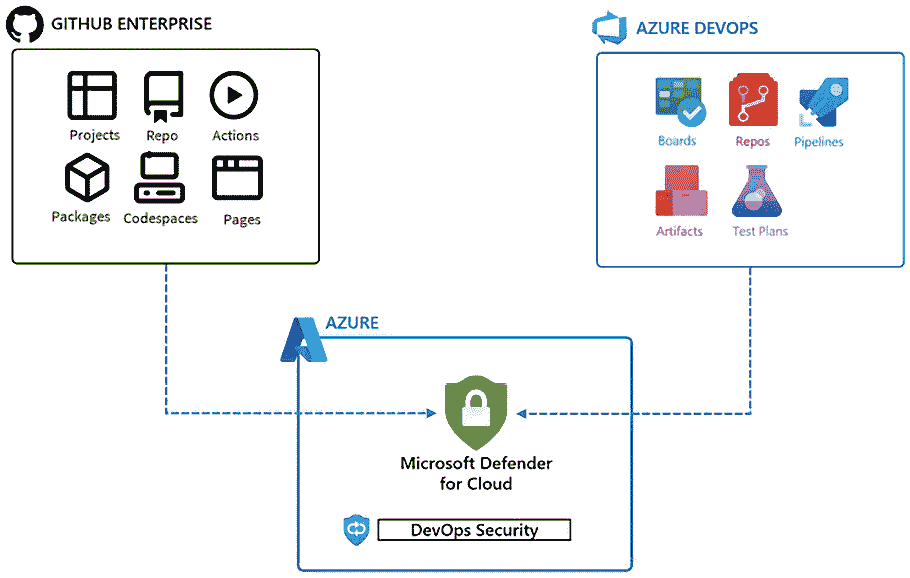 GITHUB ENTERPRISE
Projects
Repo
Actions
Packages
Codespaces
Pages
AZURE DEVOPS
Boards
Repos
Pipelines
Artifacts
Test Plans
AZURE
Microsoft Defender
for Cloud
DevOps Security